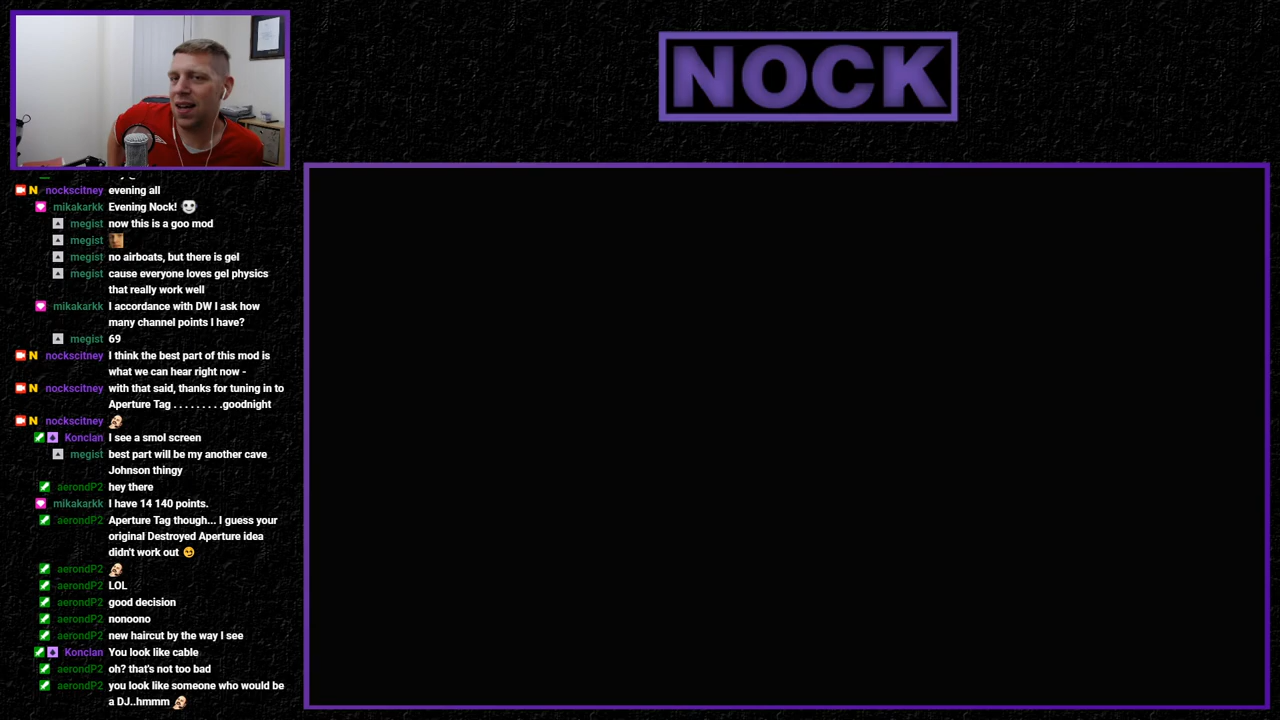 NOCK
nockscitney evening all
mikakarkk Evening Nock!
megist now this is a goo mod
megist
megist no airboats, but there is gel
megist cause everyone loves gel physics
that really work well
mikakarkk I accordance with DW I ask how
many channel points I have?
megist 69
N nockscitney I think the best part of this mod is
what we can hear right now -
N nockscitney with that said, thanks for tuning in to
Aperture Tag . . . . . . . . .goodnight
N nockscitney
Konclan I see a smol screen
megist best part will be my another cave
Johnson thingy
aerondP2 hey there
mikakarkk I have 14 140 points.
aerondP2 Aperture Tag though... I guess your
original Destroyed Aperture idea
didn't work out
aerondP2
aerondP2 LOL
aerondP2 good decision
aerondP2 nonoono
aerondP2 new haircut by the way I see
Konclan You look like cable
aerondP2 oh? that's not too bad
aerondP2 you look like someone who would be
a DJ..hmmm